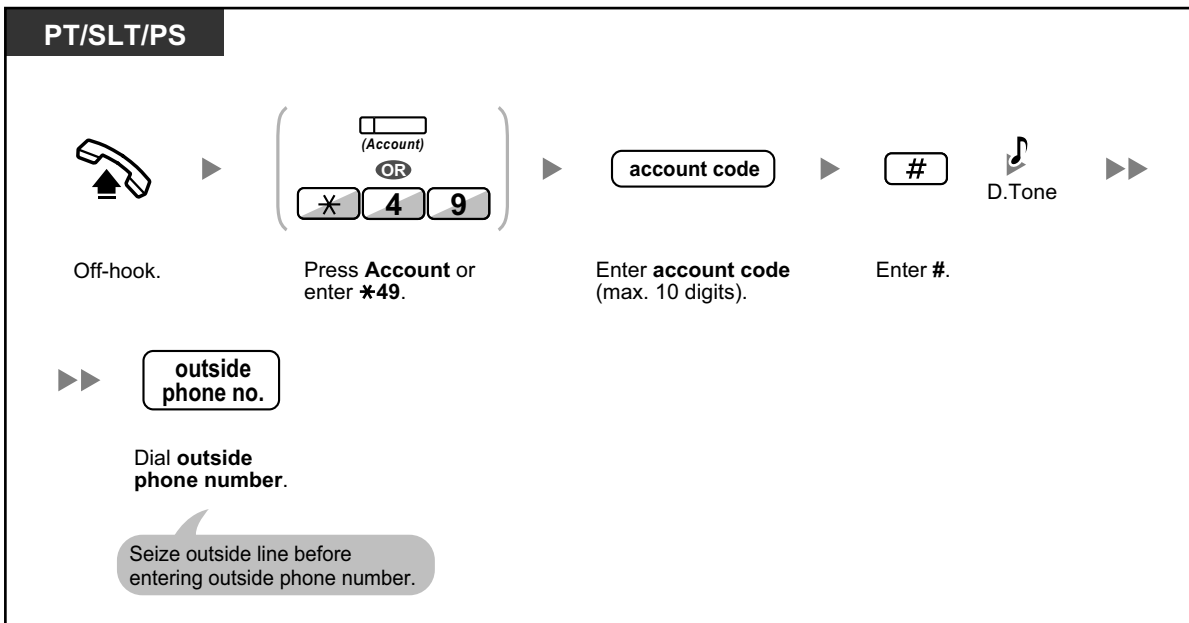 PT/SLT/PS
(Account)
OR
* 4 9
account code
#
D.Tone
Off-hook.
Press Account or
enter *49.
Enter account code
(max. 10 digits).
Enter #.
outside
phone no.
Dial outside
phone number.
Seize outside line before
entering outside phone number.